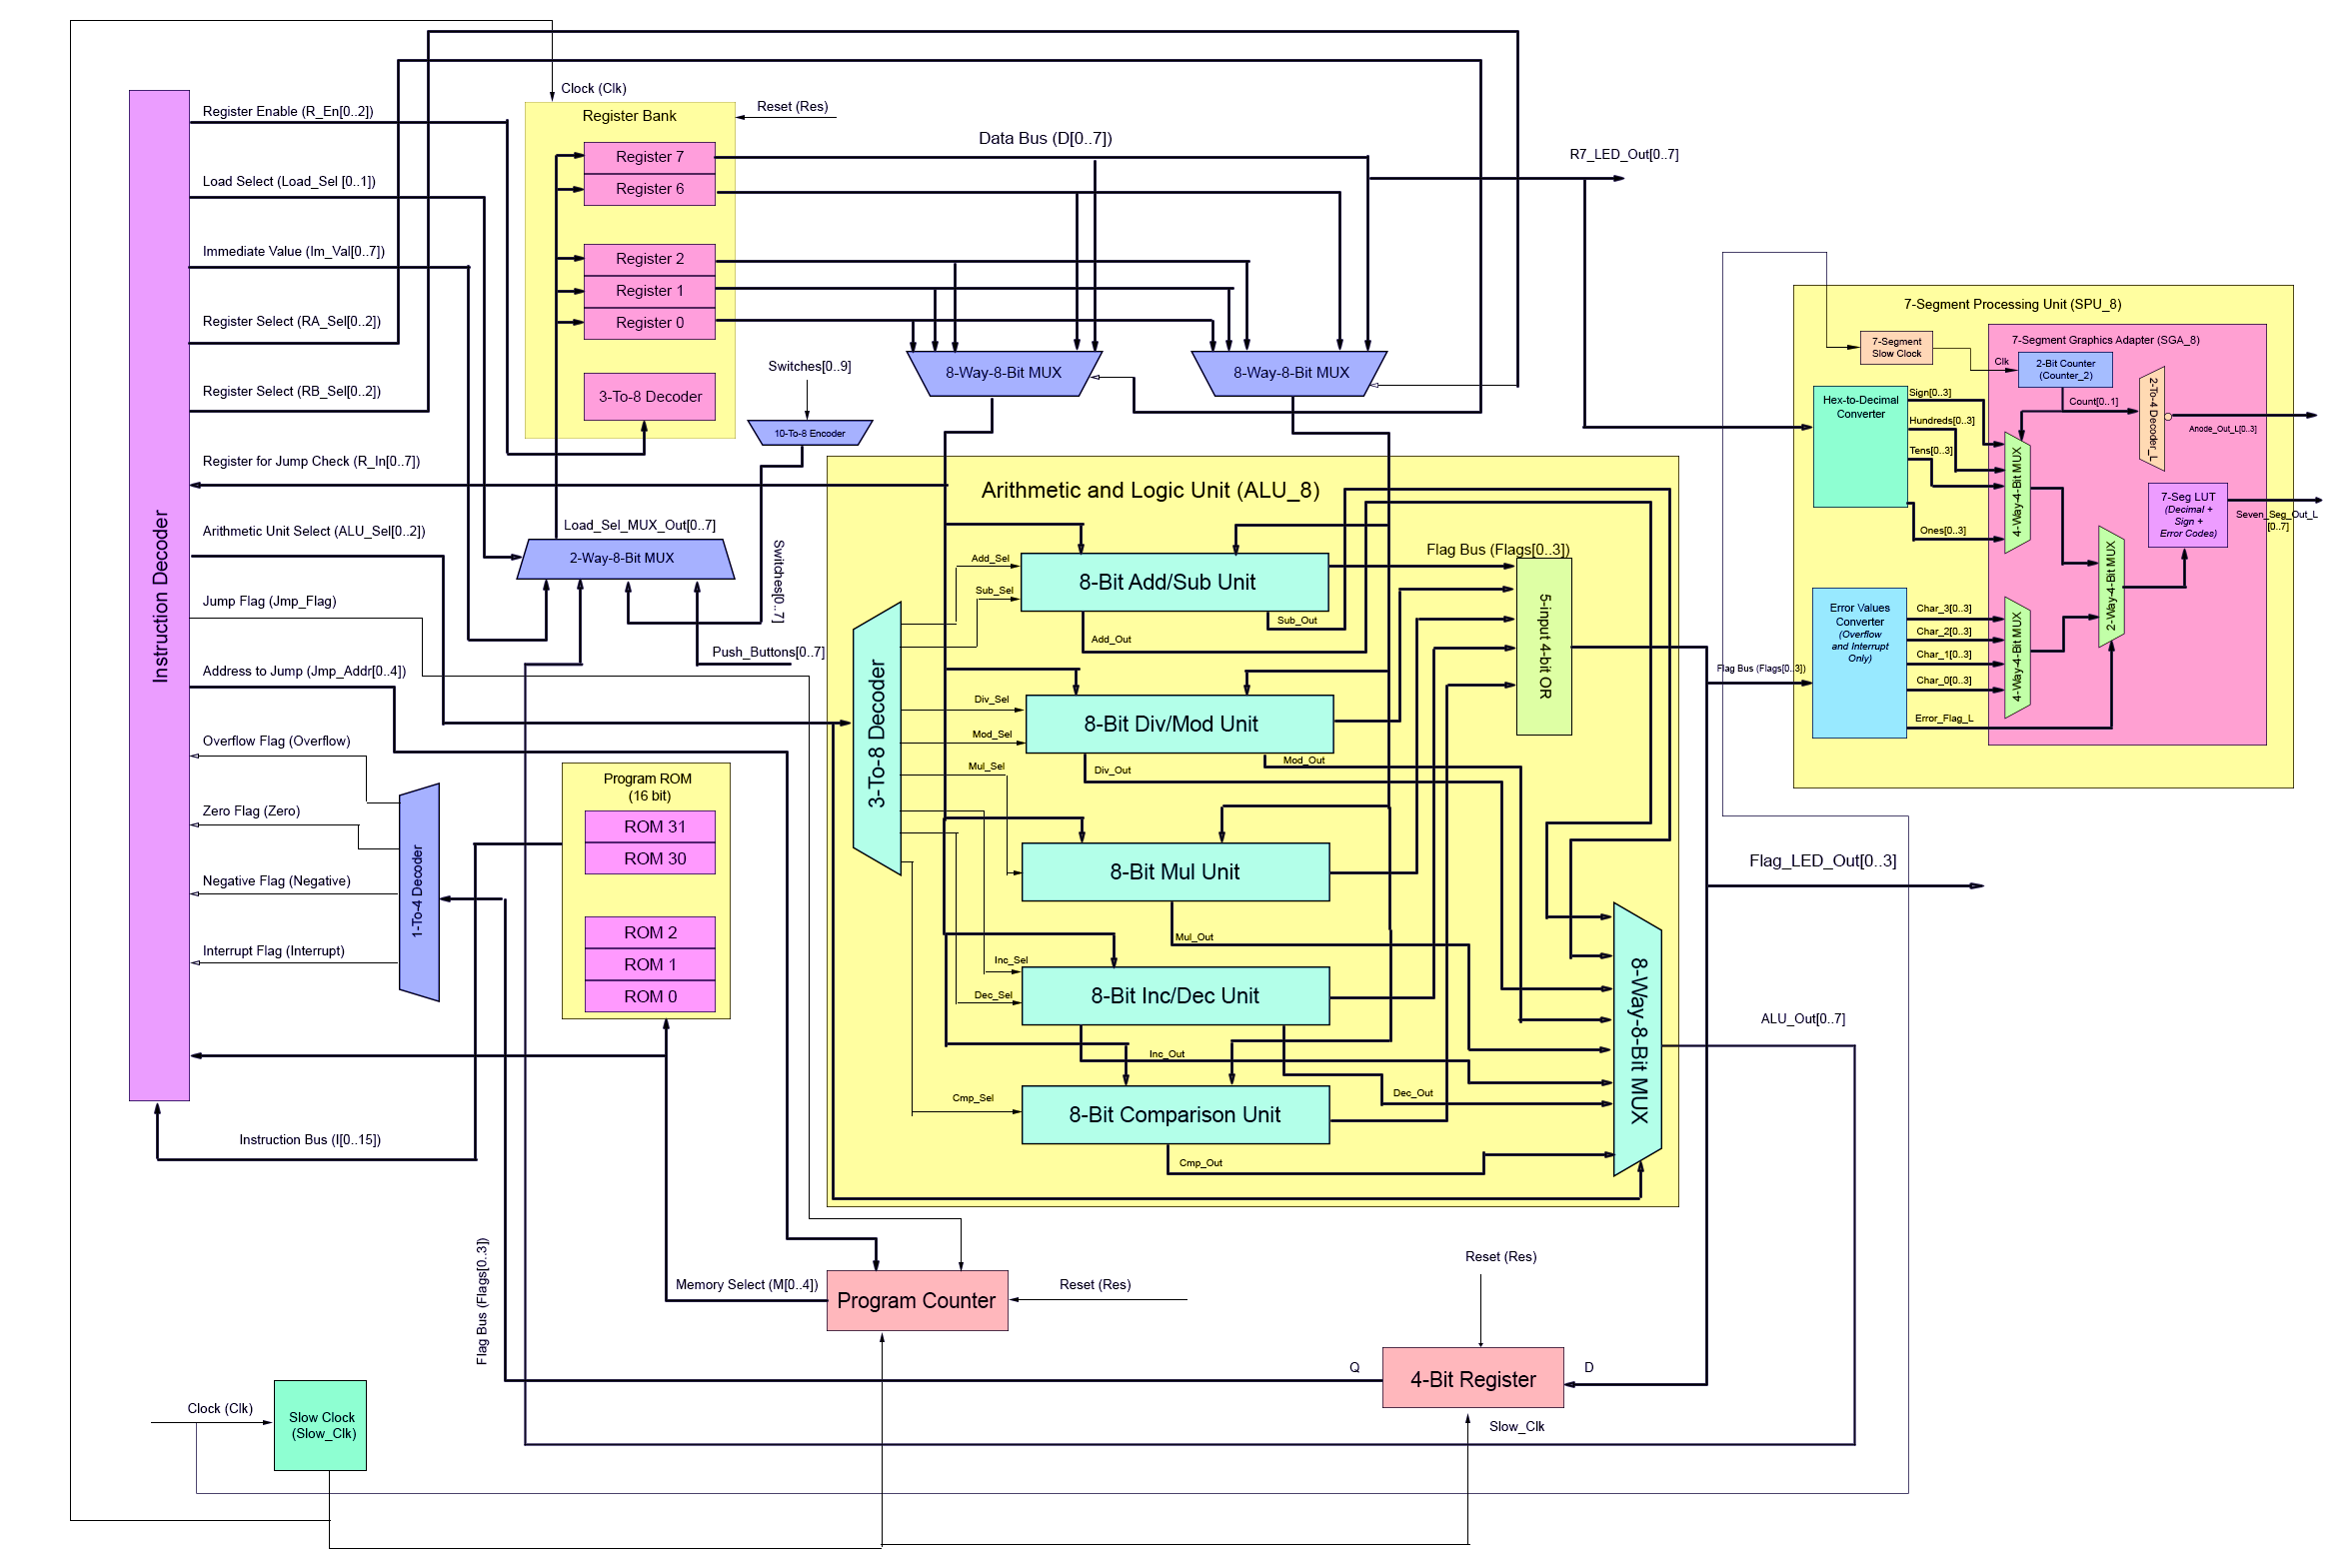 Clock (Clk)
Register Enable (R_En[0..2])
Register Bank
Reset (Res)
Data Bus (D[0..7])
R7_LED_Out[0..7]
Register 7
Register 6
Load Select (Load_Sel [0..1])
Immediate Value (Im_Val[0..7])
Register 2
Register 1
Register 0
Register Select (RA_Sel[0..2])
Register Select (RB_Sel[0..2])
3-To-8 Decoder
Switches[0..9]
10-To-8 Encoder
8-Way-8-Bit MUX
8-Way-8-Bit MUX
7-Segment Processing Unit (SPU_8)
7-Segment
Slow Clock
7-Segment Graphics Adapter (SGA_8)
Clk
2-Bit Counter
(Counter_2)
2-To-4 Decoder_L
Count[0..1]
Anode_Out_L[0..3]
Hex-to-Decimal
Converter
Sign[0..3]
Hundreds[0..3]
Tens[0..3]
Ones[0..3]
4-Way-4-Bit MUX
7-Seg LUT
(Decimal +
Sign +
Error Codes)
Seven_Seg_Out_L
[0..7]
2-Way-4-Bit MUX
Error Values
Converter
(Overflow
and Interrupt
Only)
Char_3[0..3]
Char_2[0..3]
Char_1[0..3]
Char_0[0..3]
Error_Flag_L
4-Way-4-Bit MUX
Flag Bus (Flags[0..3])
Instruction Decoder
Register for Jump Check (R_In[0..7])
Arithmetic Unit Select (ALU_Sel[0..2])
Load_Sel_MUX_Out[0..7]
2-Way-8-Bit MUX
Switches[0..7]
Push_Buttons[0..7]
Jump Flag (Jmp_Flag)
Address to Jump (Jmp_Addr[0..4])
Overflow Flag (Overflow)
Zero Flag (Zero)
Negative Flag (Negative)
Interrupt Flag (Interrupt)
1-To-4 Decoder
Program ROM
(16 bit)
ROM 31
ROM 30
ROM 2
ROM 1
ROM 0
Instruction Bus (I[0..15])
Arithmetic and Logic Unit (ALU_8)
3-To-8 Decoder
Add_Sel
Sub_Sel
8-Bit Add/Sub Unit
Add_Out
Sub_Out
Flag Bus (Flags[0..3])
5-input 4-bit OR
Div_Sel
Mod_Sel
8-Bit Div/Mod Unit
Div_Out
Mod_Out
Mul_Sel
8-Bit Mul Unit
Mul_Out
Inc_Sel
Dec_Sel
8-Bit Inc/Dec Unit
Inc_Out
Dec_Out
Cmp_Sel
8-Bit Comparison Unit
Cmp_Out
8-Way-8-Bit MUX
Flag_LED_Out[0..3]
ALU_Out[0..7]
Flag Bus (Flags[0..3])
Memory Select (M[0..4])
Program Counter
Reset (Res)
Reset (Res)
Q
4-Bit Register
D
Slow_Clk
Clock (Clk)
Slow Clock
(Slow_Clk)